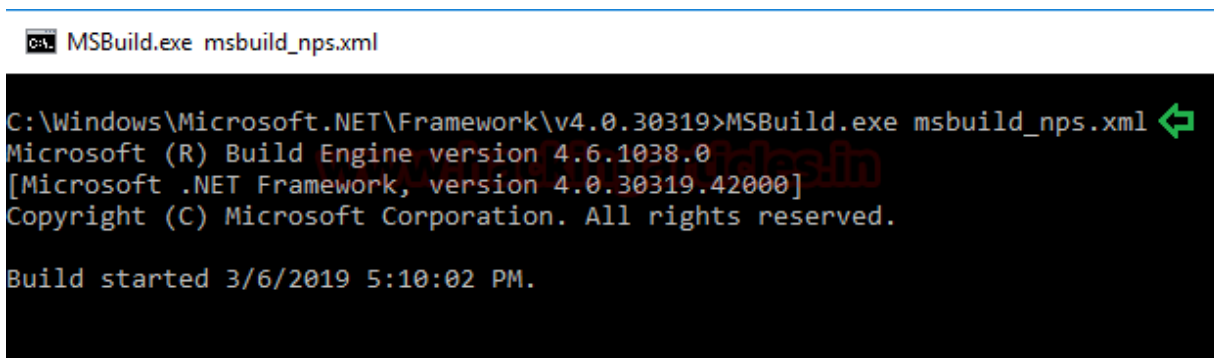 MSBuild.exe msbuild_nps.xml
C:\Windows\Microsoft.NET\Framework\v4.0.30319>MSBuild.exe msbuild_nps.xml
Microsoft (R) Build Engine version 4.6.1038.0
[Microsoft .NET Framework, version 4.0.30319.42000]
Copyright (C) Microsoft Corporation. All rights reserved.
Build started 3/6/2019 5:10:02 PM.